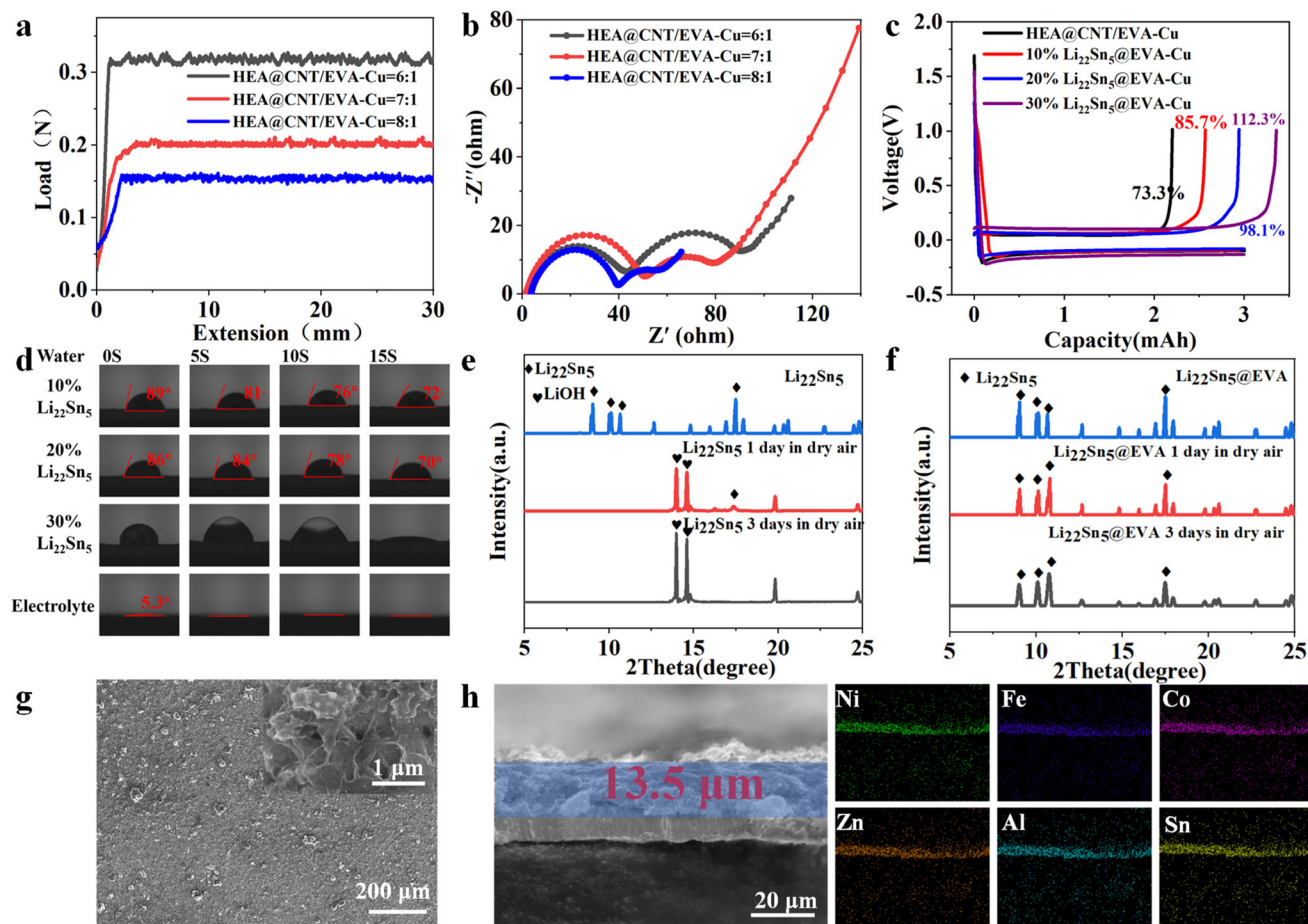 a
0.3
0.2
0.1
0.0
Load (N)
HEA@CNT/EVA-Cu=6:1
HEA@CNT/EVA-Cu=7:1
HEA@CNT/EVA-Cu=8:1
0 10 20 30
Extension (mm)
b
80
60
40
20
0
-Z′′(ohm)
HEA@CNT/EVA-Cu=6:1
HEA@CNT/EVA-Cu=7:1
HEA@CNT/EVA-Cu=8:1
0 40 80 120
Z′ (ohm)
c
2.0
1.5
1.0
0.5
0.0
-0.5
Voltage(V)
HEA@CNT/EVA-Cu
10% Li₂₂Sn₅@EVA-Cu
20% Li₂₂Sn₅@EVA-Cu
30% Li₂₂Sn₅@EVA-Cu
85.7% 112.3%
73.3%
98.1%
0 1 2 3
Capacity(mAh)
d
Water 0S 5S 10S 15S
10%
Li₂₂Sn₅
89° 81 76° 72
20%
Li₂₂Sn₅
86° 84° 78° 70°
30%
Li₂₂Sn₅
Electrolyte
5.3°
e
Intensity(a.u.)
♦Li₂₂Sn₅
♥LiOH
Li₂₂Sn₅
Li₂₂Sn₅ 1 day in dry air
Li₂₂Sn₅ 3 days in dry air
5 10 15 20 25
2Theta(degree)
f
Intensity(a.u.)
♦ Li₂₂Sn₅
Li₂₂Sn₅@EVA
Li₂₂Sn₅@EVA 1 day in dry air
Li₂₂Sn₅@EVA 3 days in dry air
5 10 15 20 25
2Theta(degree)
g
1 μm
200 μm
h
13.5 μm
20 μm
Ni
Fe
Co
Zn
Al
Sn